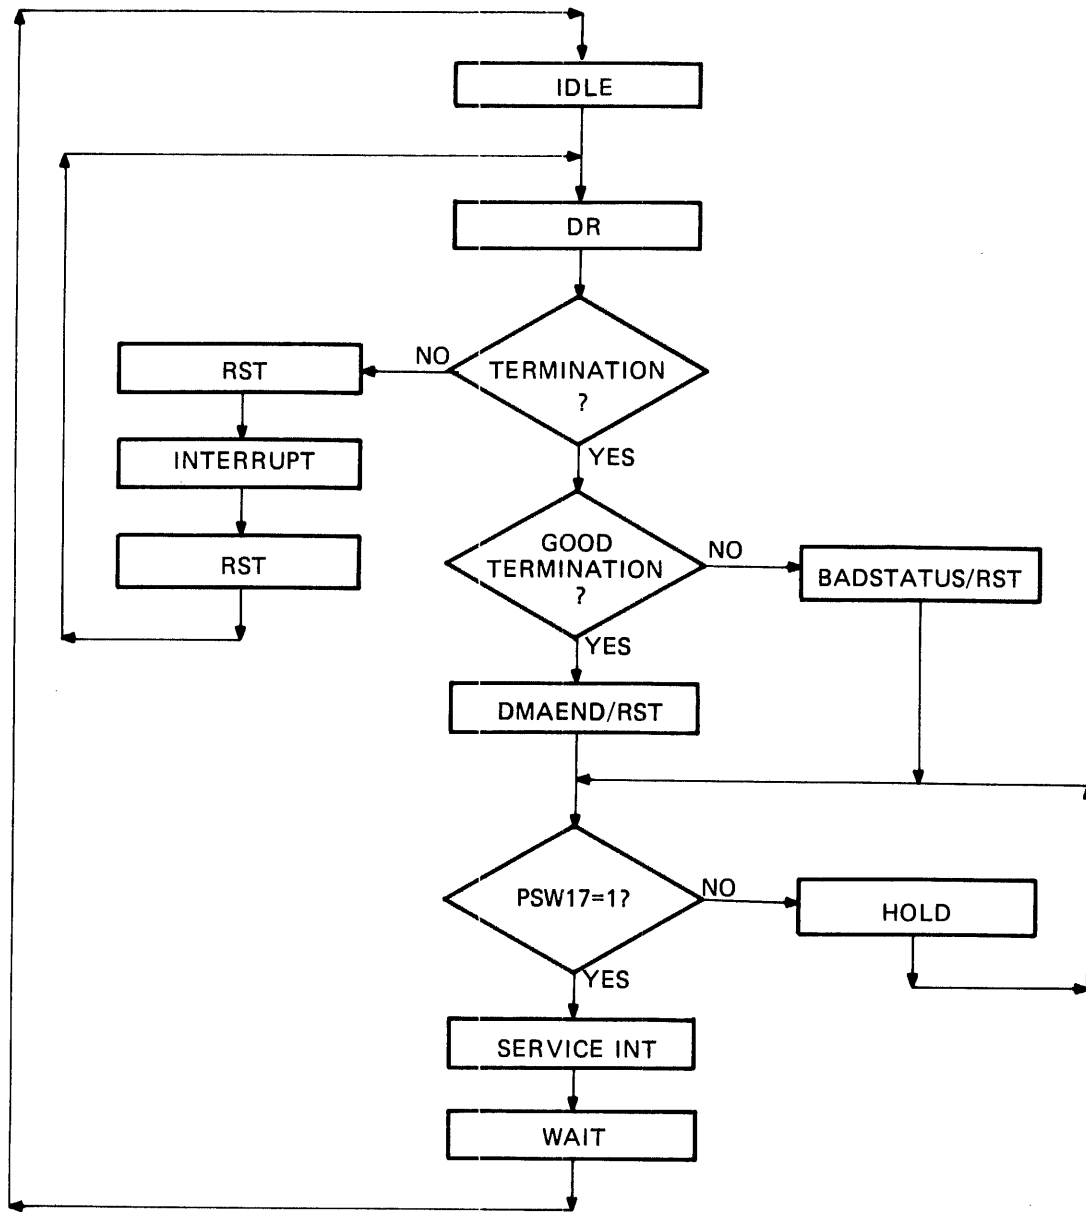 IDLE
DR
TERMINATION
?
NO
YES
RST
INTERRUPT
RST
GOOD
TERMINATION
?
NO
YES
BADSTATUS/RST
DMAEND/RST
PSW17=1?
NO
YES
HOLD
SERVICE INT
WAIT